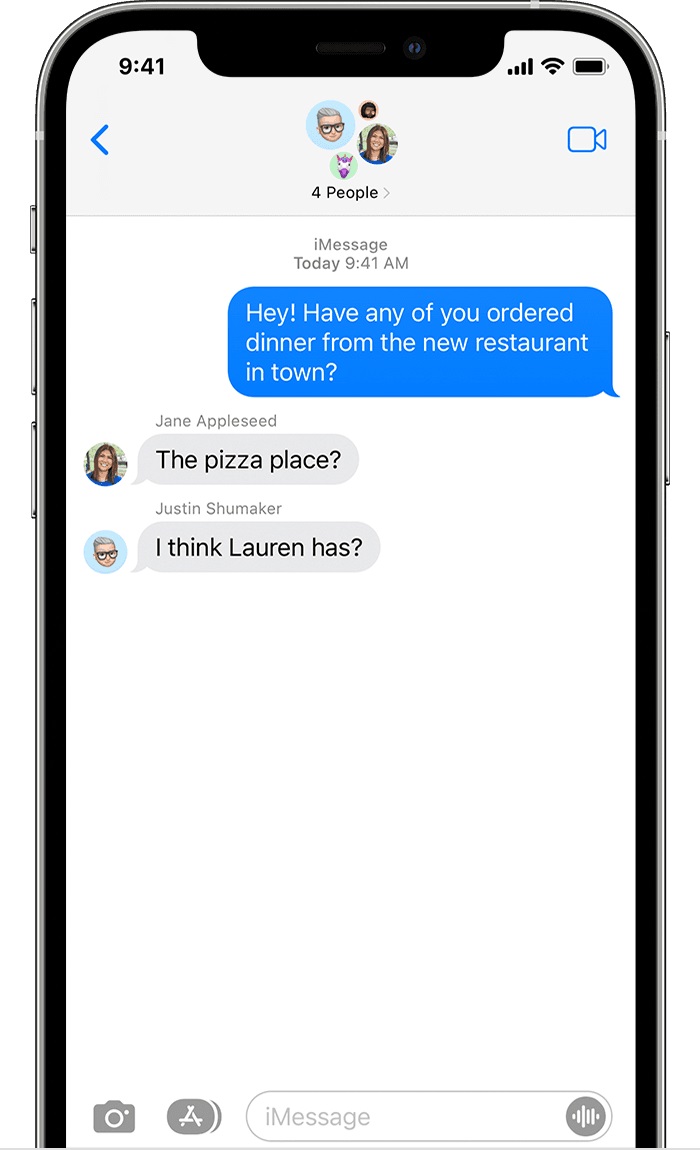 9:41
4 People
iMessage
Today 9:41 AM
Hey! Have any of you ordered
dinner from the new restaurant
in town?
Jane Appleseed
The pizza place?
Justin Shumaker
I think Lauren has?
iMessage